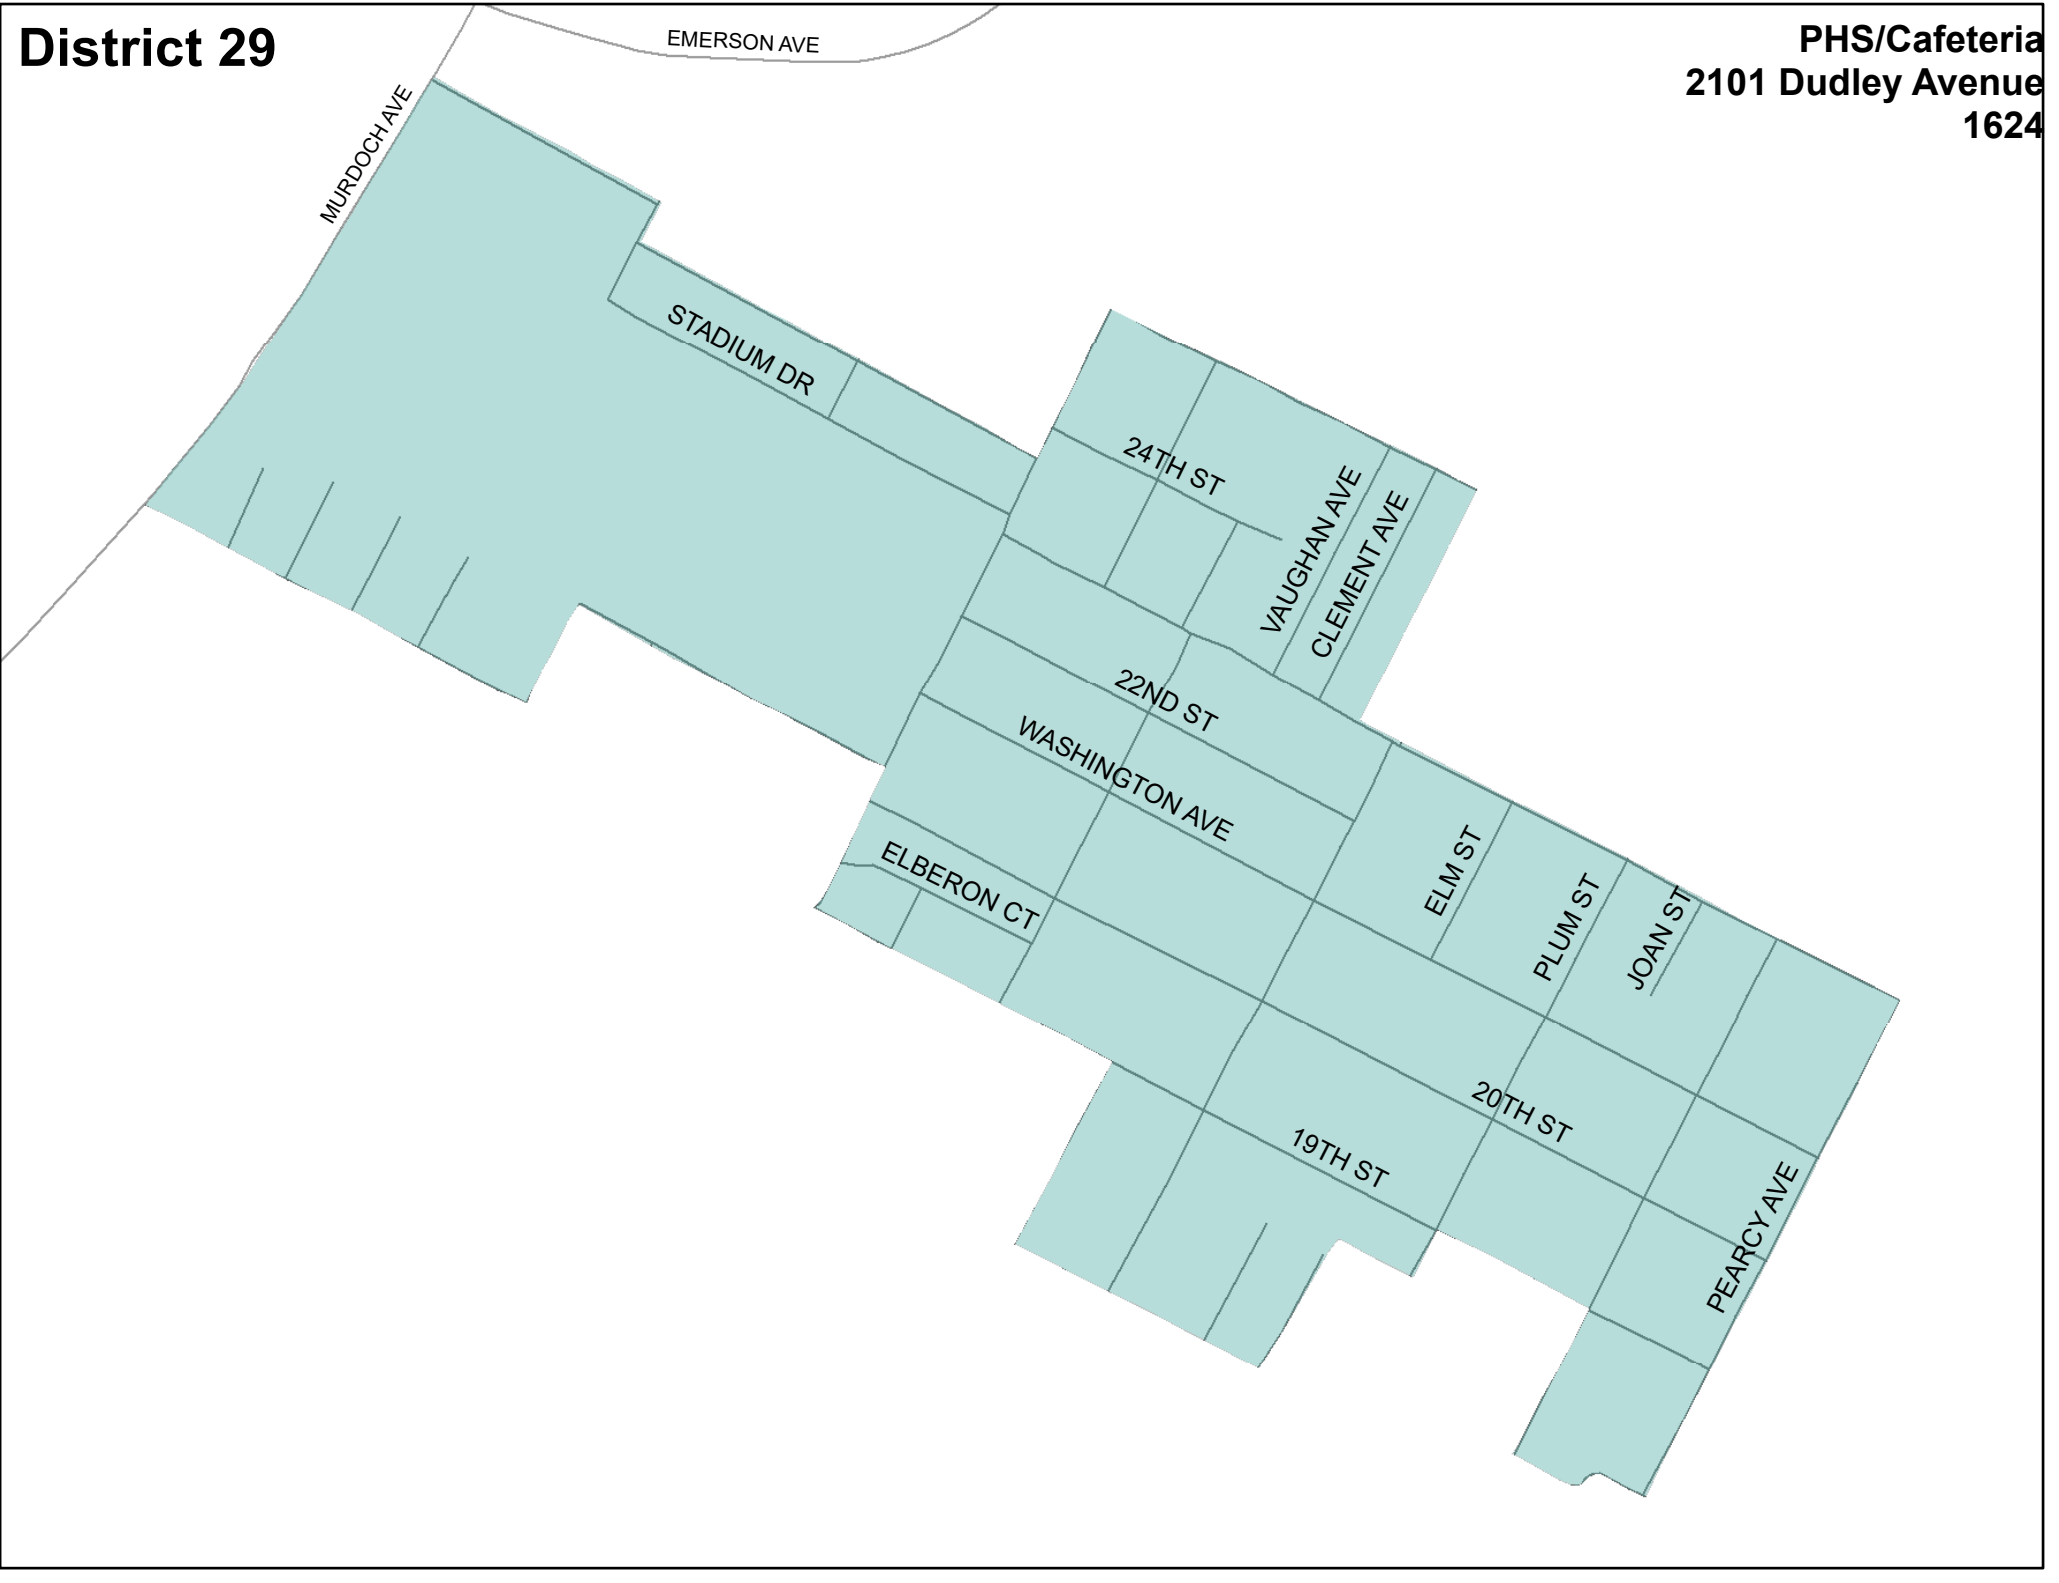 District 29
PHS/Cafeteria
2101 Dudley Avenue
1624
EMERSON AVE
MURDOCH AVE
STADIUM DR
24TH ST
VAUGHAN AVE
CLEMENT AVE
22ND ST
WASHINGTON AVE
ELBERON CT
ELM ST
PLUM ST
JOAN ST
20TH ST
19TH ST
PEARCY AVE